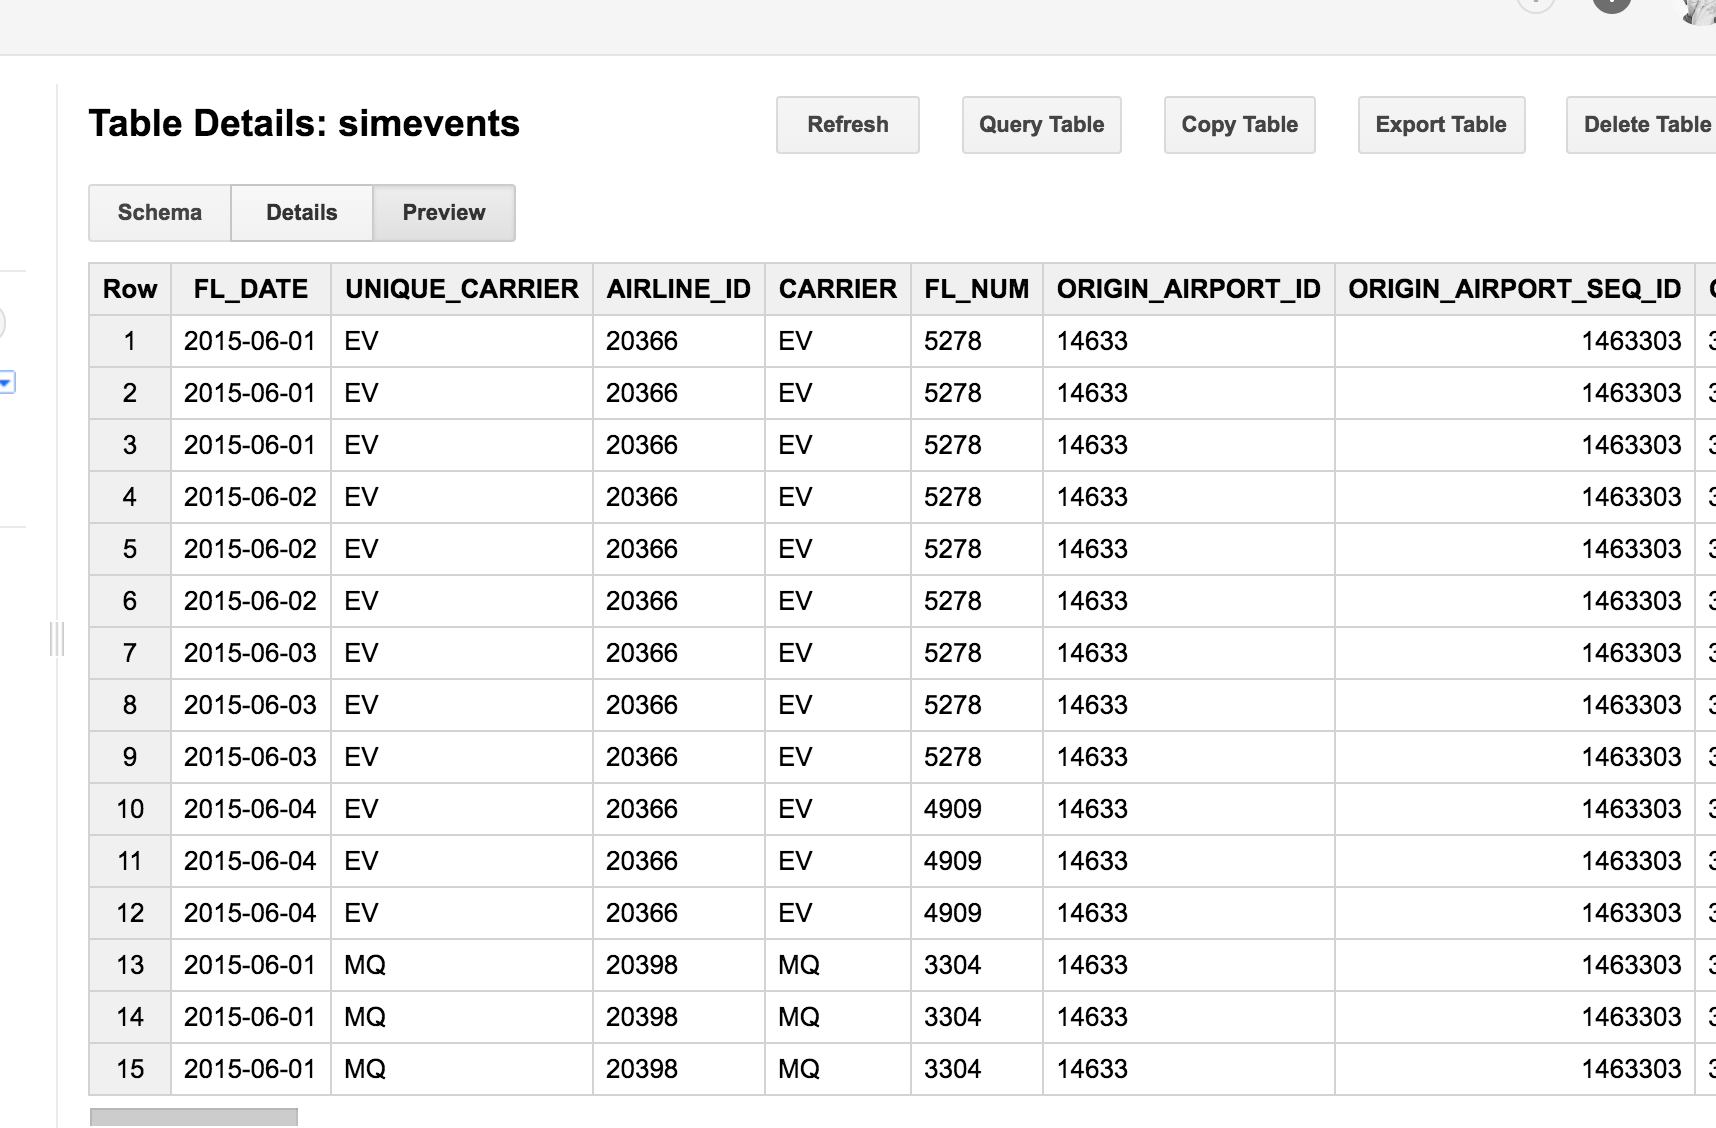 Table Details: simevents
Refresh Query Table Copy Table Export Table Delete Table
Schema Details Preview
Row FL_DATE UNIQUE_CARRIER AIRLINE_ID CARRIER FL_NUM ORIGIN_AIRPORT_ID ORIGIN_AIRPORT_SEQ_ID
1 2015-06-01 EV 20366 EV 5278 14633 1463303
2 2015-06-01 EV 20366 EV 5278 14633 1463303
3 2015-06-01 EV 20366 EV 5278 14633 1463303
4 2015-06-02 EV 20366 EV 5278 14633 1463303
5 2015-06-02 EV 20366 EV 5278 14633 1463303
6 2015-06-02 EV 20366 EV 5278 14633 1463303
7 2015-06-03 EV 20366 EV 5278 14633 1463303
8 2015-06-03 EV 20366 EV 5278 14633 1463303
9 2015-06-03 EV 20366 EV 5278 14633 1463303
10 2015-06-04 EV 20366 EV 4909 14633 1463303
11 2015-06-04 EV 20366 EV 4909 14633 1463303
12 2015-06-04 EV 20366 EV 4909 14633 1463303
13 2015-06-01 MQ 20398 MQ 3304 14633 1463303
14 2015-06-01 MQ 20398 MQ 3304 14633 1463303
15 2015-06-01 MQ 20398 MQ 3304 14633 1463303